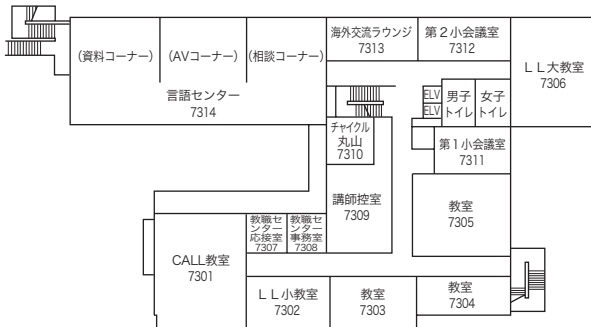 海外交流ラウンジ
7313
第２小会議室
7312
(資料コーナー)
(AVコーナー)
(相談コーナー)
ＬＬ大教室
7306
言語センター
7314
ELV
ELV
男子
トイレ
女子
トイレ
チャイクル
丸山
7310
第１小会議室
7311
講師控室
7309
教室
7305
教職セ
ンター
応接室
7307
教職セ
ンター
事務室
7308
CALL教室
7301
ＬＬ小教室
7302
教室
7303
教室
7304